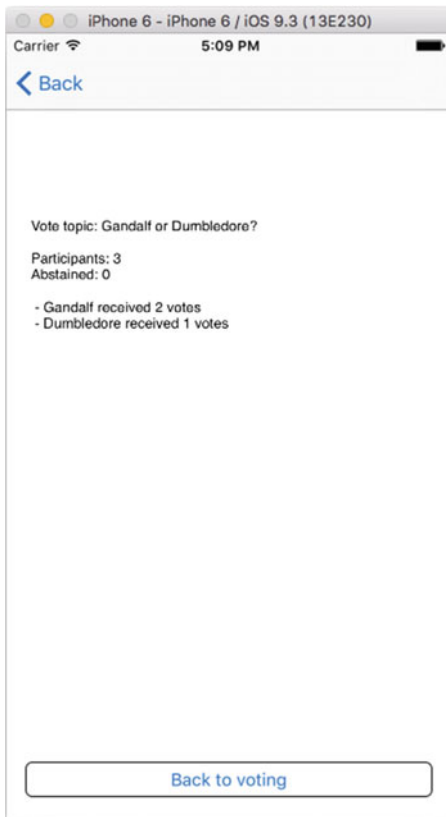 iPhone 6 - iPhone 6 / iOS 9.3 (13E230)
Carrier 5:09 PM
Back
Vote topic: Gandalf or Dumbledore?
Participants: 3
Abstained: 0
- Gandalf received 2 votes
- Dumbledore received 1 votes
Back to voting